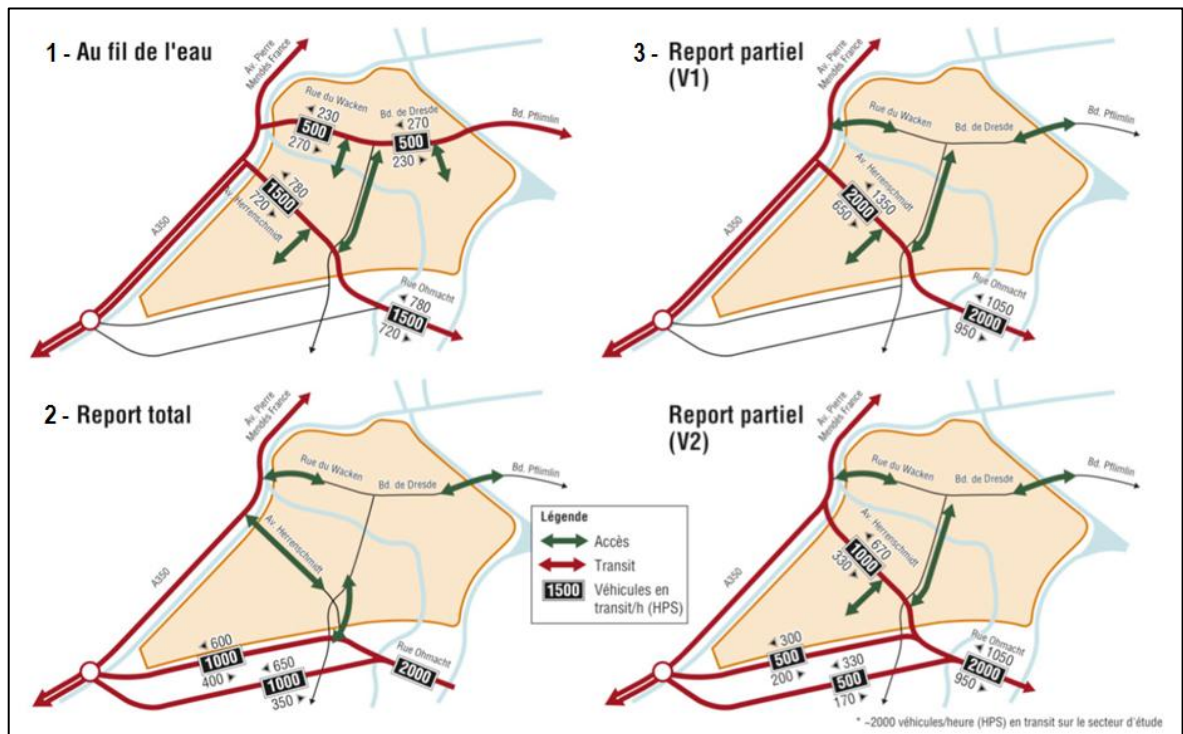 1 - Au fil de l'eau
Av. Pierre
Mendès France
Rue du Wacken
Bd. de Dresde
Bd. Pflimlin
◄ 230
500
270 ►
◄ 270
500
230 ►
◄ 780
1500
720 ►
Av. Herrenschmidt
A350
Rue Ohmacht
◄ 780
1500
720 ►
3 - Report partiel
(V1)
Av. Pierre
Mendès France
Rue du Wacken
Bd. de Dresde
Bd. Pflimlin
Av. Herrenschmidt
◄ 1350
2000
650 ►
A350
Rue Ohmacht
◄ 1050
2000
950 ►
2 - Report total
Av. Pierre
Mendès France
Rue du Wacken
Bd. de Dresde
Bd. Pflimlin
Av. Herrenschmidt
A350
◄ 600
1000
400 ►
◄ 650
1000
350 ►
Rue Ohmacht
2000
Légende
Accès
Transit
1500 Véhicules en
transit/h (HPS)
Report partiel
(V2)
Av. Pierre
Mendès France
Rue du Wacken
Bd. de Dresde
Bd. Pflimlin
Av. Herrenschmidt
◄ 670
1000
330 ►
A350
◄ 300
500
200 ►
◄ 330
500
170 ►
Rue Ohmacht
◄ 1050
2000
950 ►
* ~2000 véhicules/heure (HPS) en transit sur le secteur d'étude